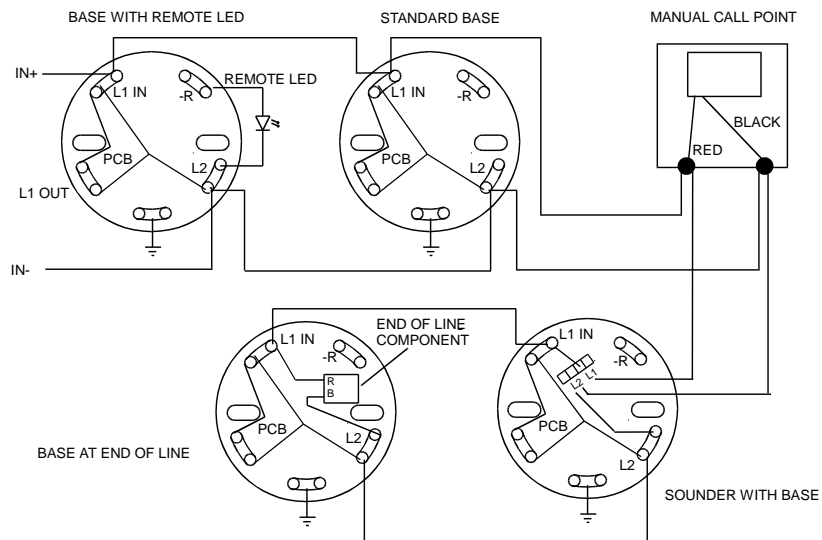 BASE WITH REMOTE LED
STANDARD BASE
MANUAL CALL POINT
IN+
L1 IN
-R
REMOTE LED
PCB
L2
L1 OUT
IN-
L1 IN
-R
PCB
L2
BLACK
RED
L1 IN
-R
END OF LINE
COMPONENT
R
B
PCB
L2
BASE AT END OF LINE
L1 IN
-R
L2 L1
PCB
L2
SOUNDER WITH BASE